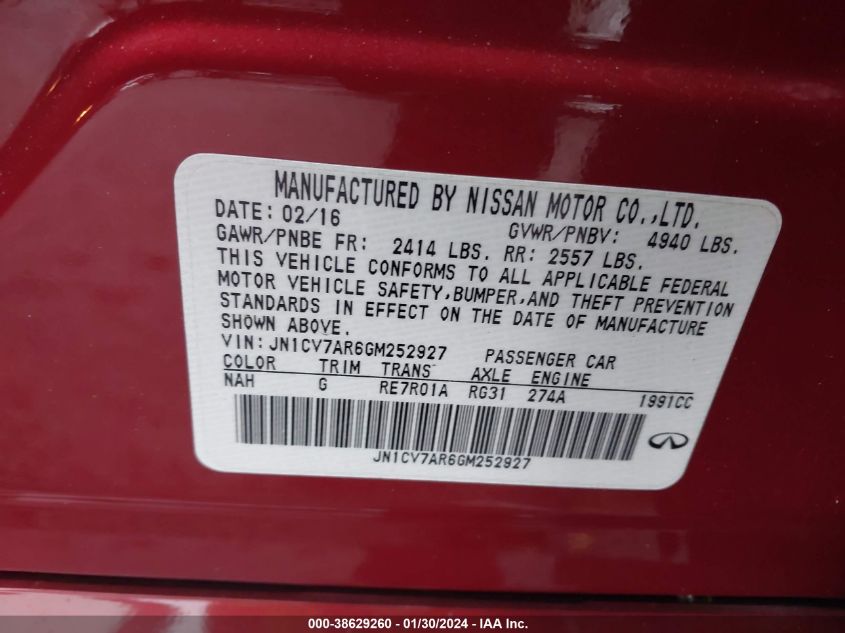 MANUFACTURED BY NISSAN MOTOR CO.,LTD.
DATE: 02/16 GVWR/PNBV: 4940 LBS.
GAWR/PNBE FR: 2414 LBS. RR: 2557 LBS.
THIS VEHICLE CONFORMS TO ALL APPLICABLE FEDERAL
MOTOR VEHICLE SAFETY,BUMPER,AND THEFT PREVENTION
STANDARDS IN EFFECT ON THE DATE OF MANUFACTURE
SHOWN ABOVE.
VIN: JN1CV7AR6GM252927 PASSENGER CAR
COLOR TRIM TRANS AXLE ENGINE
NAH G RE7R01A RG31 274A 1991CC
JN1CV7AR6GM252927
000-38629260 - 01/30/2024 - IAA Inc.